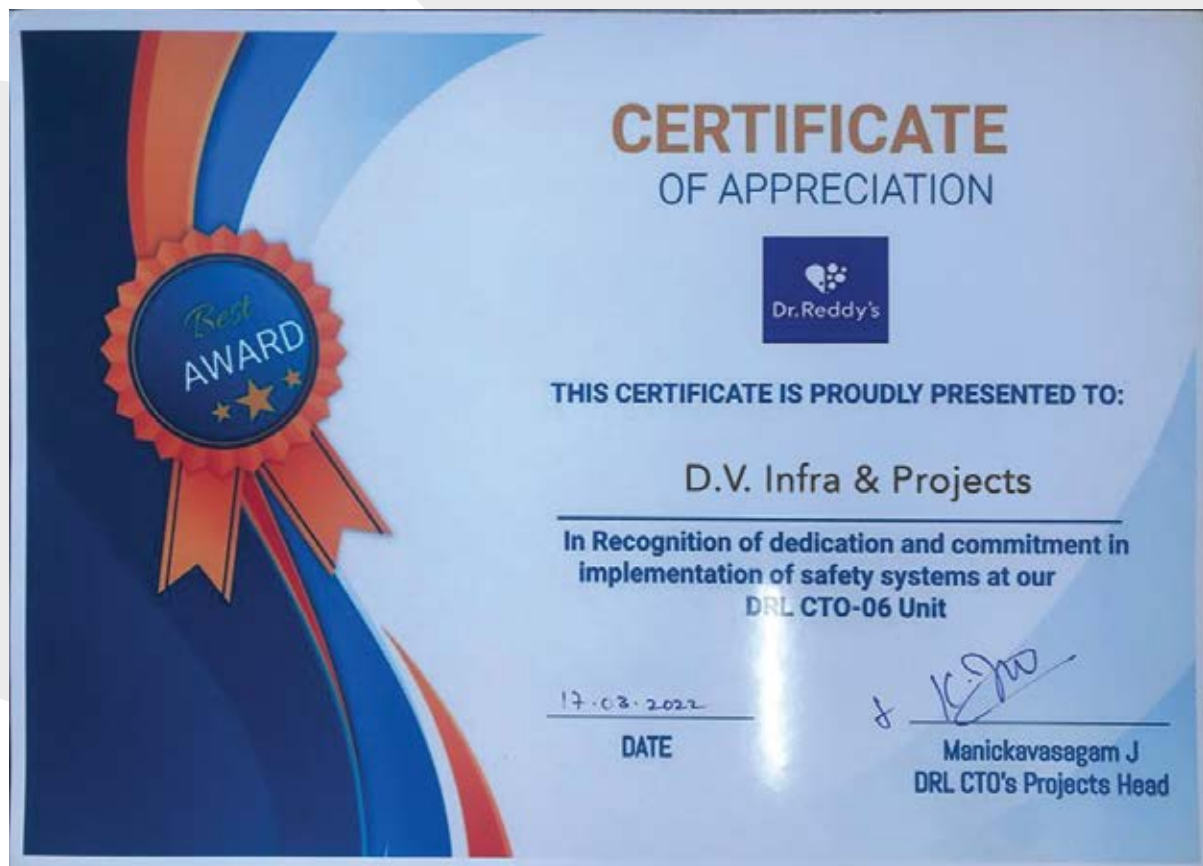 CERTIFICATE
OF APPRECIATION
Dr.Reddy's
Best
AWARD
THIS CERTIFICATE IS PROUDLY PRESENTED TO:
D.V. Infra & Projects
In Recognition of dedication and commitment in
implementation of safety systems at our
DRL CTO-06 Unit
17.03.2022
DATE
Manickavasagam J
DRL CTO's Projects Head